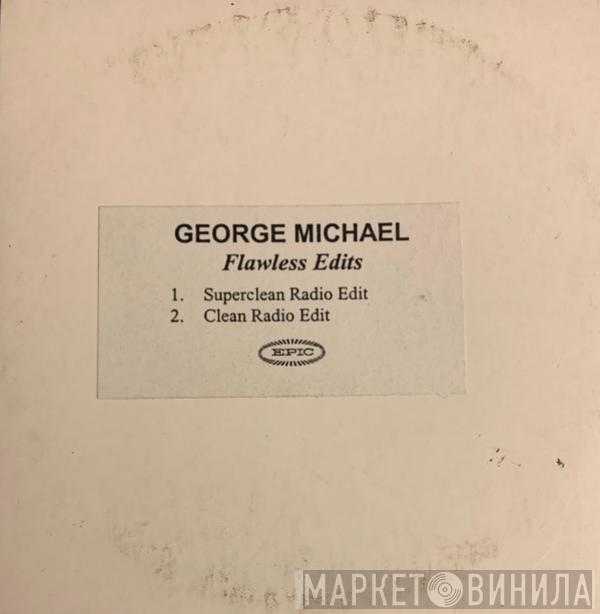 GEORGE MICHAEL
Flawless Edits
1. Superclean Radio Edit
2. Clean Radio Edit
EPIC
МАРКЕТ ВИНИЛА